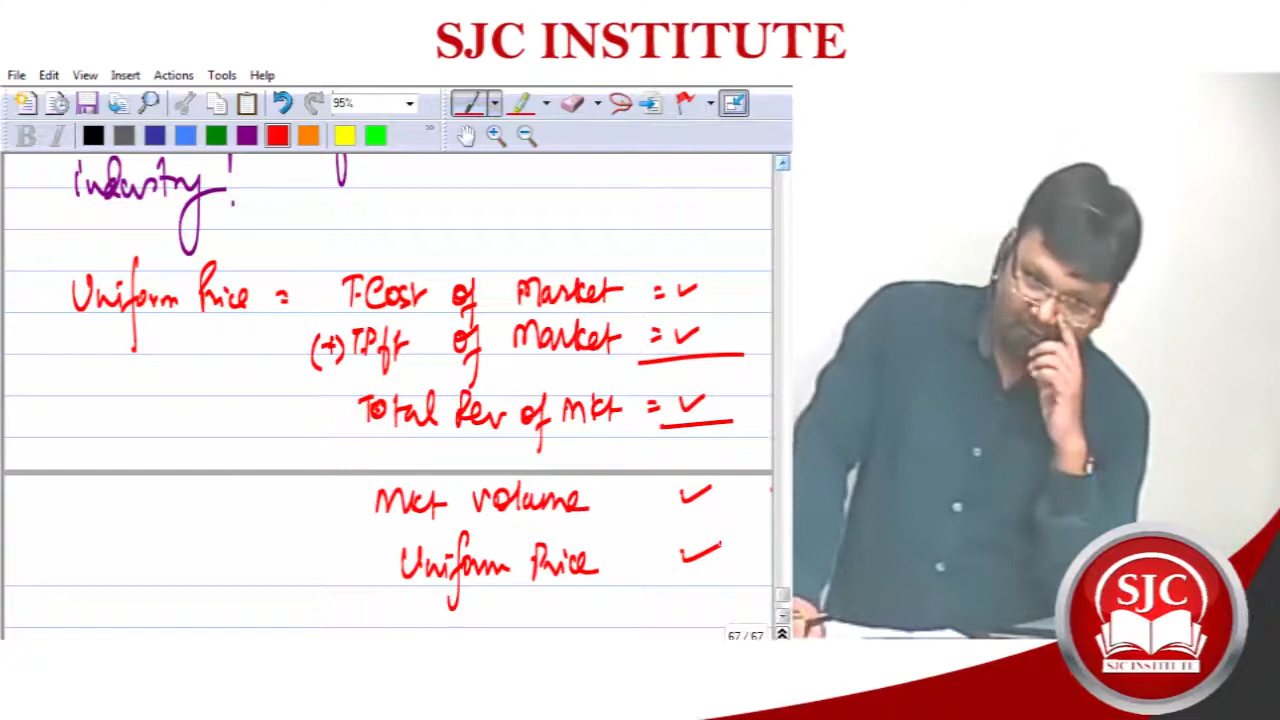 SJC INSTITUTE
File Edit View Insert Actions Tools Help
95%
B I
industry!
Uniform Price = T.Cost of Market = ✓
(+) T.Pft of Market = ✓
Total Rev of Mkt = ✓
Mkt volume ✓
Uniform Price ✓
67/67
SJC
SJC INSTITUTE